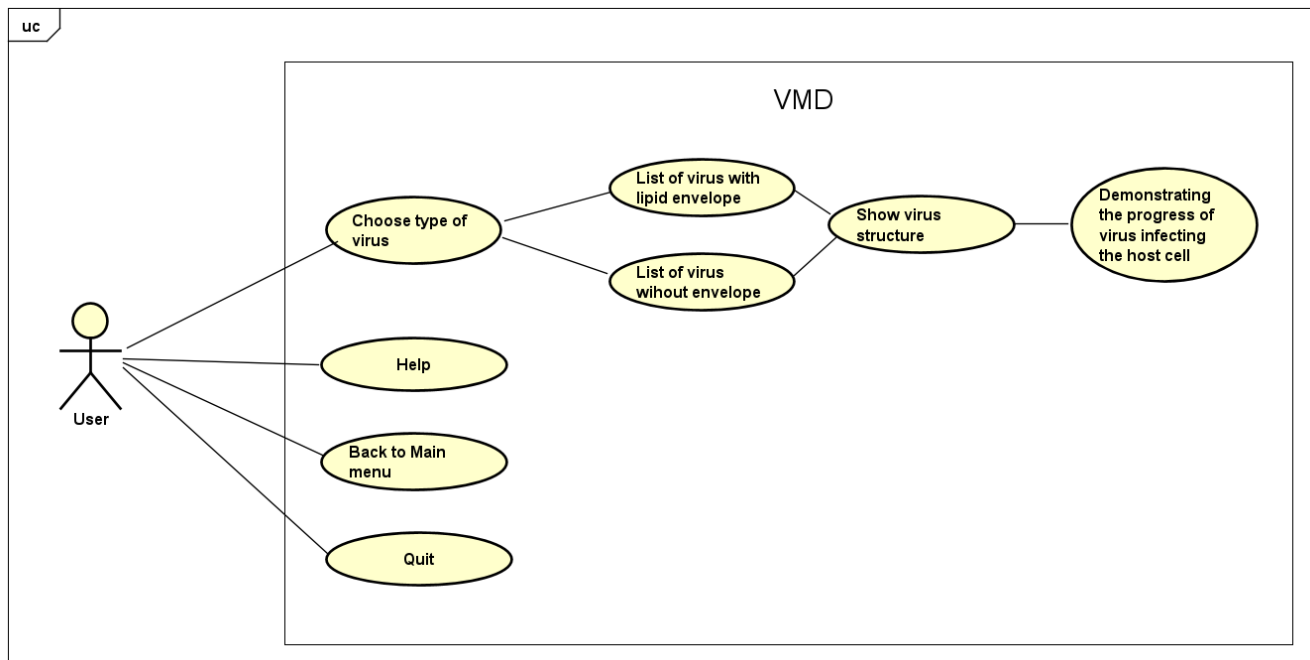 uc
VMD
List of virus with
lipid envelope
Choose type of
virus
Show virus
structure
Demonstrating
the progress of
virus infecting
the host cell
List of virus
wihout envelope
Help
User
Back to Main
menu
Quit